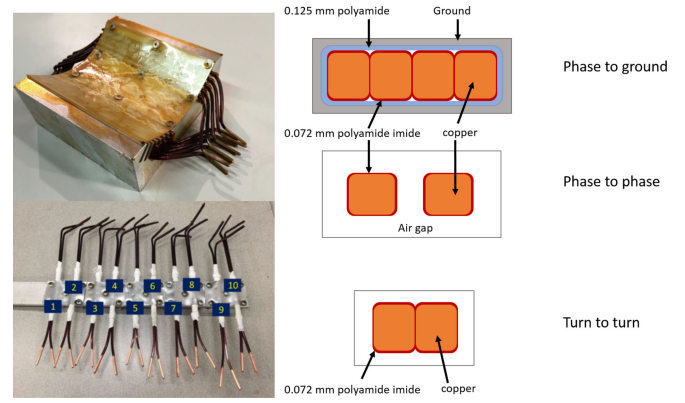 0.125 mm polyamide
Ground
Phase to ground
0.072 mm polyamide imide
copper
Phase to phase
Air gap
Turn to turn
0.072 mm polyamide imide
copper
1
2
3
4
5
6
7
8
9
10